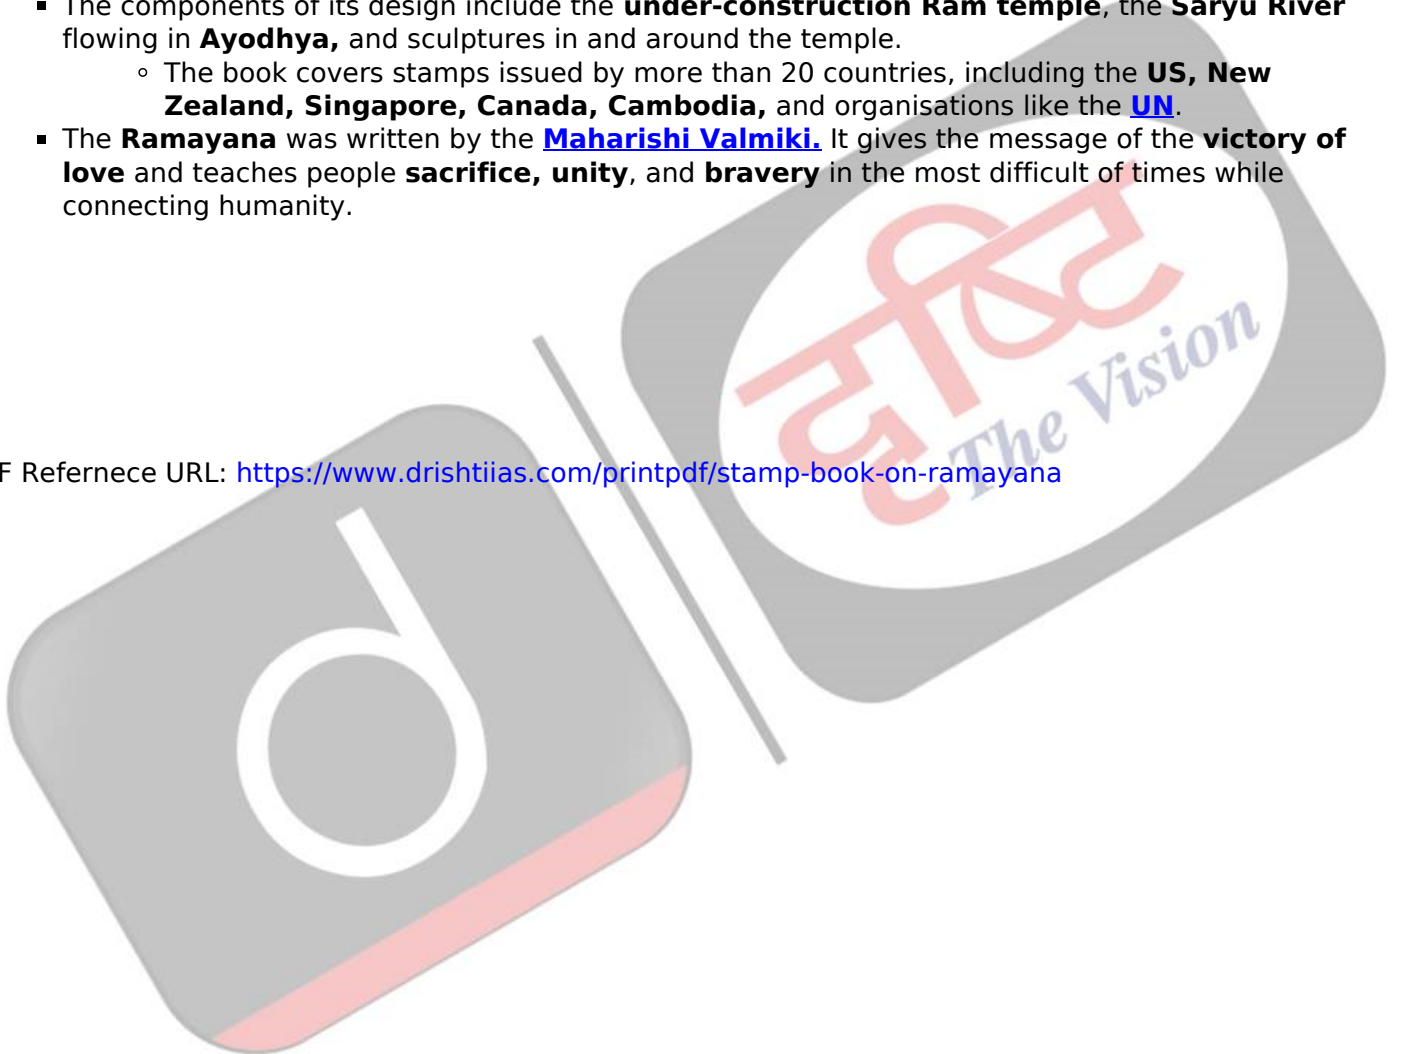 The components of its design include the under-construction Ram temple, the Saryu River
flowing in Ayodhya, and sculptures in and around the temple.
The book covers stamps issued by more than 20 countries, including the US, New
Zealand, Singapore, Canada, Cambodia, and organisations like the UN.
The Ramayana was written by the Maharishi Valmiki. It gives the message of the victory of
love and teaches people sacrifice, unity, and bravery in the most difficult of times while
connecting humanity.
दृष्टि
The Vision
F Refernece URL: https://www.drishtiias.com/printpdf/stamp-book-on-ramayana
d